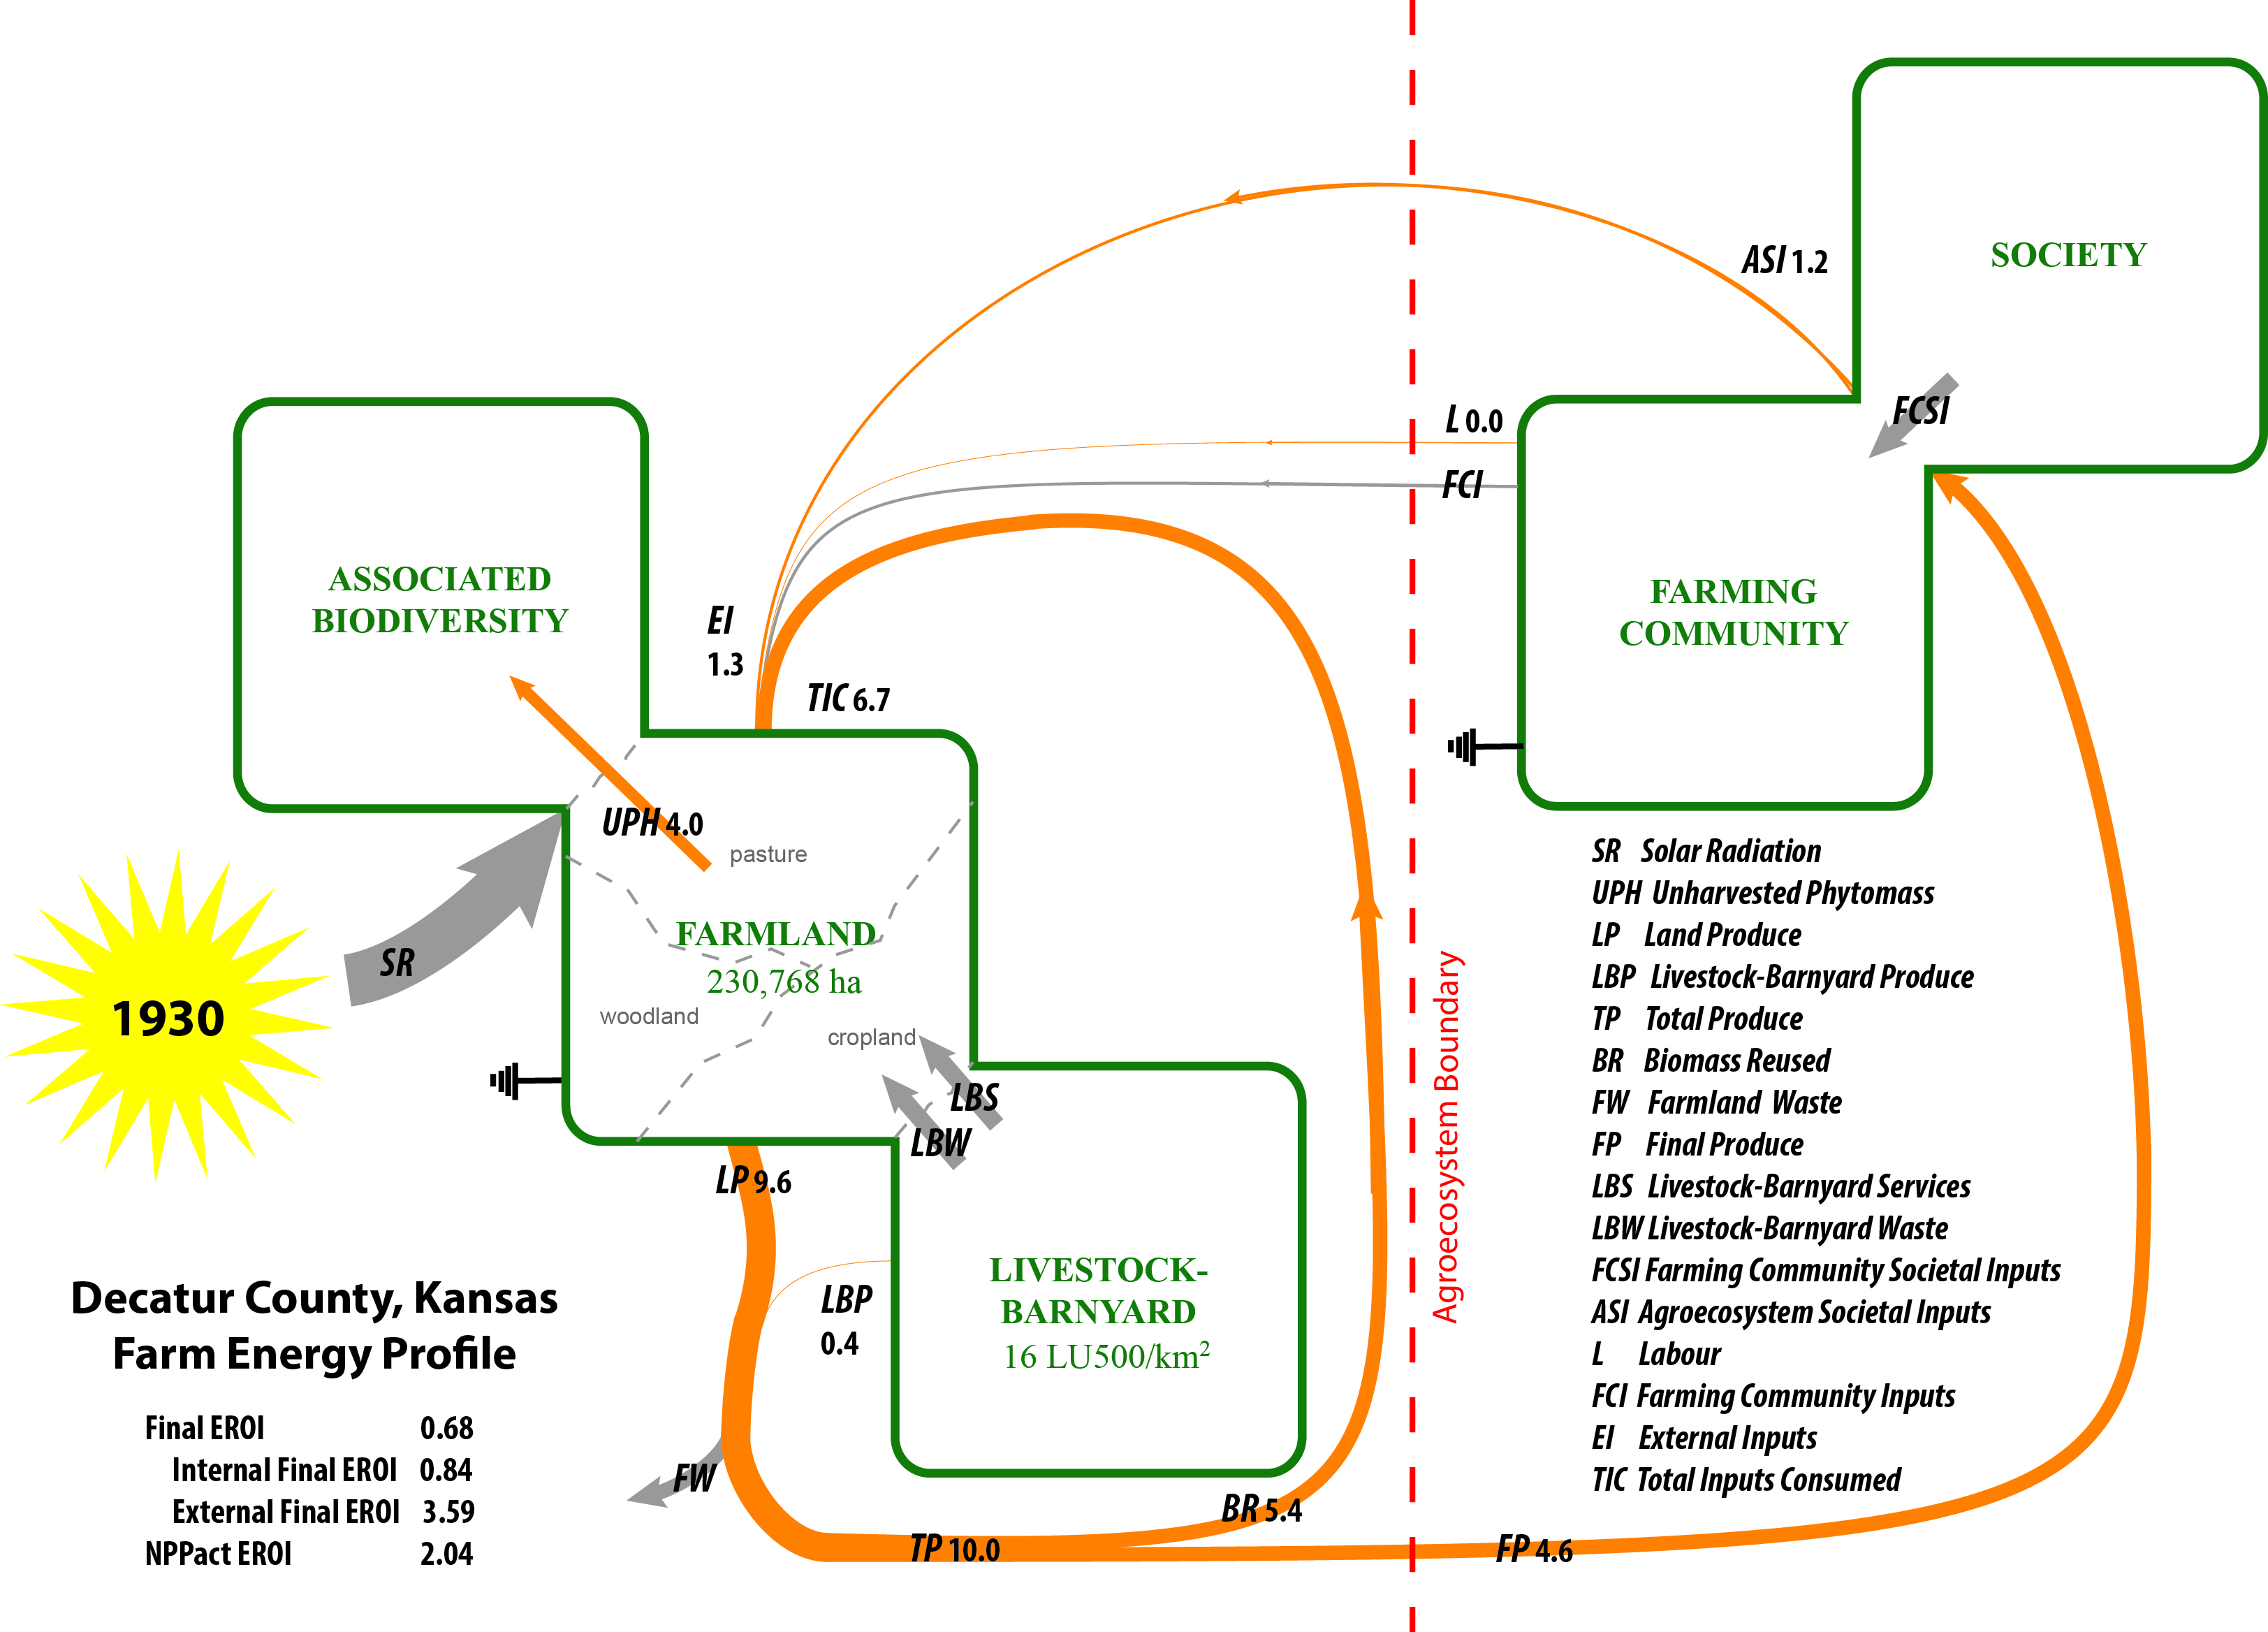 SOCIETY
ASI 1.2
FCSI
L 0.0
FCI
ASSOCIATED
BIODIVERSITY
EI
1.3
TIC 6.7
FARMING
COMMUNITY
UPH 4.0
pasture
FARMLAND
230,768 ha
woodland
cropland
SR
1930
LBS
LBW
LP 9.6
LBP
0.4
LIVESTOCK-
BARNYARD
16 LU500/km²
FW
TP 10.0
BR 5.4
FP 4.6
Agroecosystem Boundary
SR Solar Radiation
UPH Unharvested Phytomass
LP Land Produce
LBP Livestock-Barnyard Produce
TP Total Produce
BR Biomass Reused
FW Farmland Waste
FP Final Produce
LBS Livestock-Barnyard Services
LBW Livestock-Barnyard Waste
FCSI Farming Community Societal Inputs
ASI Agroecosystem Societal Inputs
L Labour
FCI Farming Community Inputs
EI External Inputs
TIC Total Inputs Consumed
Decatur County, Kansas
Farm Energy Profile
Final EROI 0.68
Internal Final EROI 0.84
External Final EROI 3.59
NPPact EROI 2.04